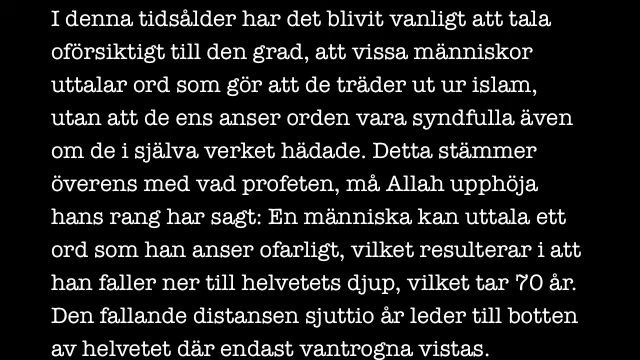 I denna tidsålder har det blivit vanligt att tala
oförsiktigt till den grad, att vissa människor
uttalar ord som gör att de träder ut ur islam,
utan att de ens anser orden vara syndfulla även
om de i själva verket hädade. Detta stämmer
överens med vad profeten, må Allah upphöja
hans rang har sagt: En människa kan uttala ett
ord som han anser ofarligt, vilket resulterar i att
han faller ner till helvetets djup, vilket tar 70 år.
Den fallande distansen sjuttio år leder till botten
av helvetet där endast vantrogna vistas.